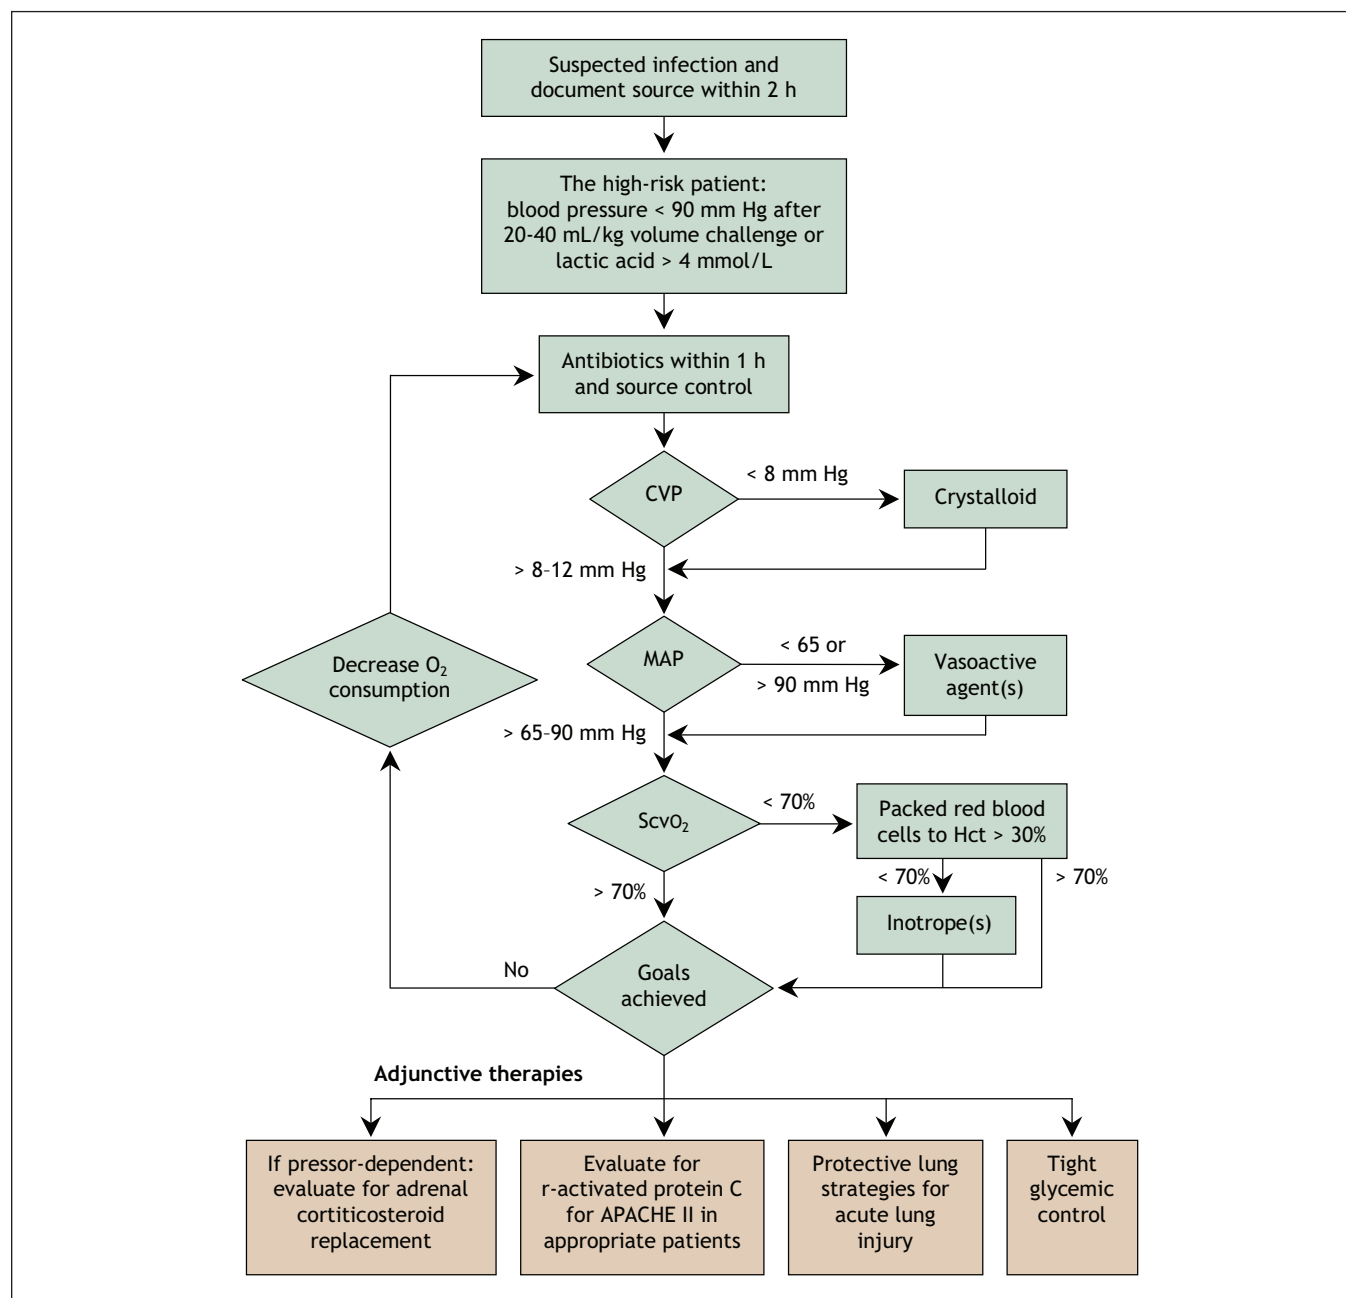 Suspected infection and
document source within 2 h
The high-risk patient:
blood pressure < 90 mm Hg after
20-40 mL/kg volume challenge or
lactic acid > 4 mmol/L
Antibiotics within 1 h
and source control
CVP
< 8 mm Hg
Crystalloid
> 8–12 mm Hg
MAP
< 65 or
> 90 mm Hg
Vasoactive
agent(s)
Decrease O₂
consumption
> 65–90 mm Hg
ScvO₂
< 70%
Packed red blood
cells to Hct > 30%
> 70%
< 70%
> 70%
Inotrope(s)
No
Goals
achieved
Adjunctive therapies
If pressor-dependent:
evaluate for adrenal
cortiticosteroid
replacement
Evaluate for
r-activated protein C
for APACHE II in
appropriate patients
Protective lung
strategies for
acute lung
injury
Tight
glycemic
control